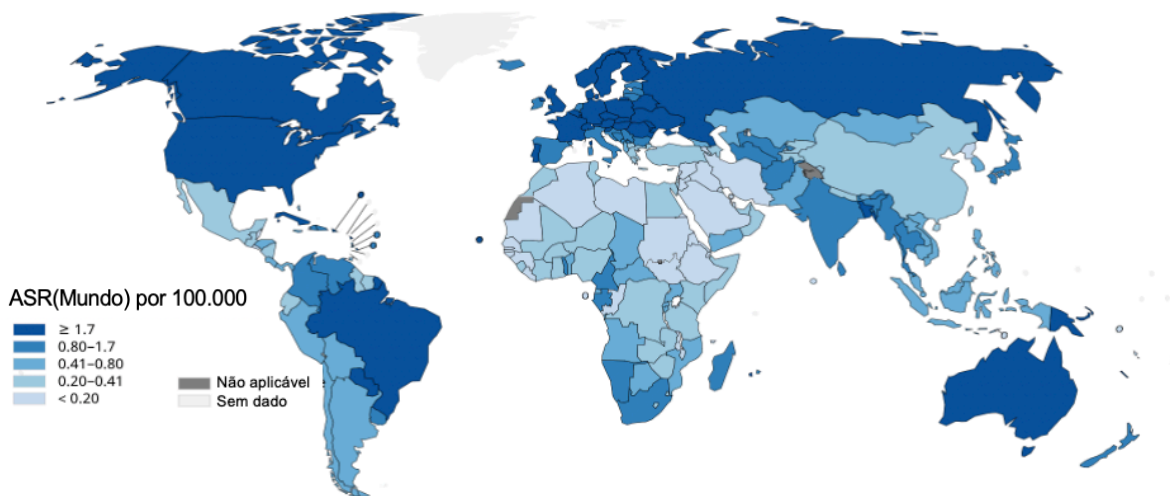 ASR(Mundo) por 100.000
≥ 1.7
0.80–1.7
0.41–0.80
0.20–0.41
< 0.20
Não aplicável
Sem dado